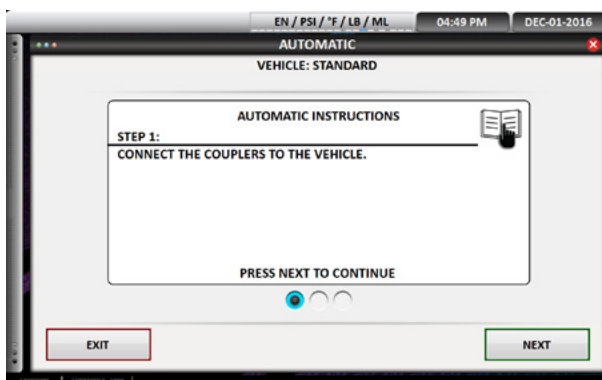 EN / PSI / °F / LB / ML 04:49 PM DEC-01-2016
AUTOMATIC
VEHICLE: STANDARD
AUTOMATIC INSTRUCTIONS
STEP 1:
CONNECT THE COUPLERS TO THE VEHICLE.
PRESS NEXT TO CONTINUE
EXIT NEXT